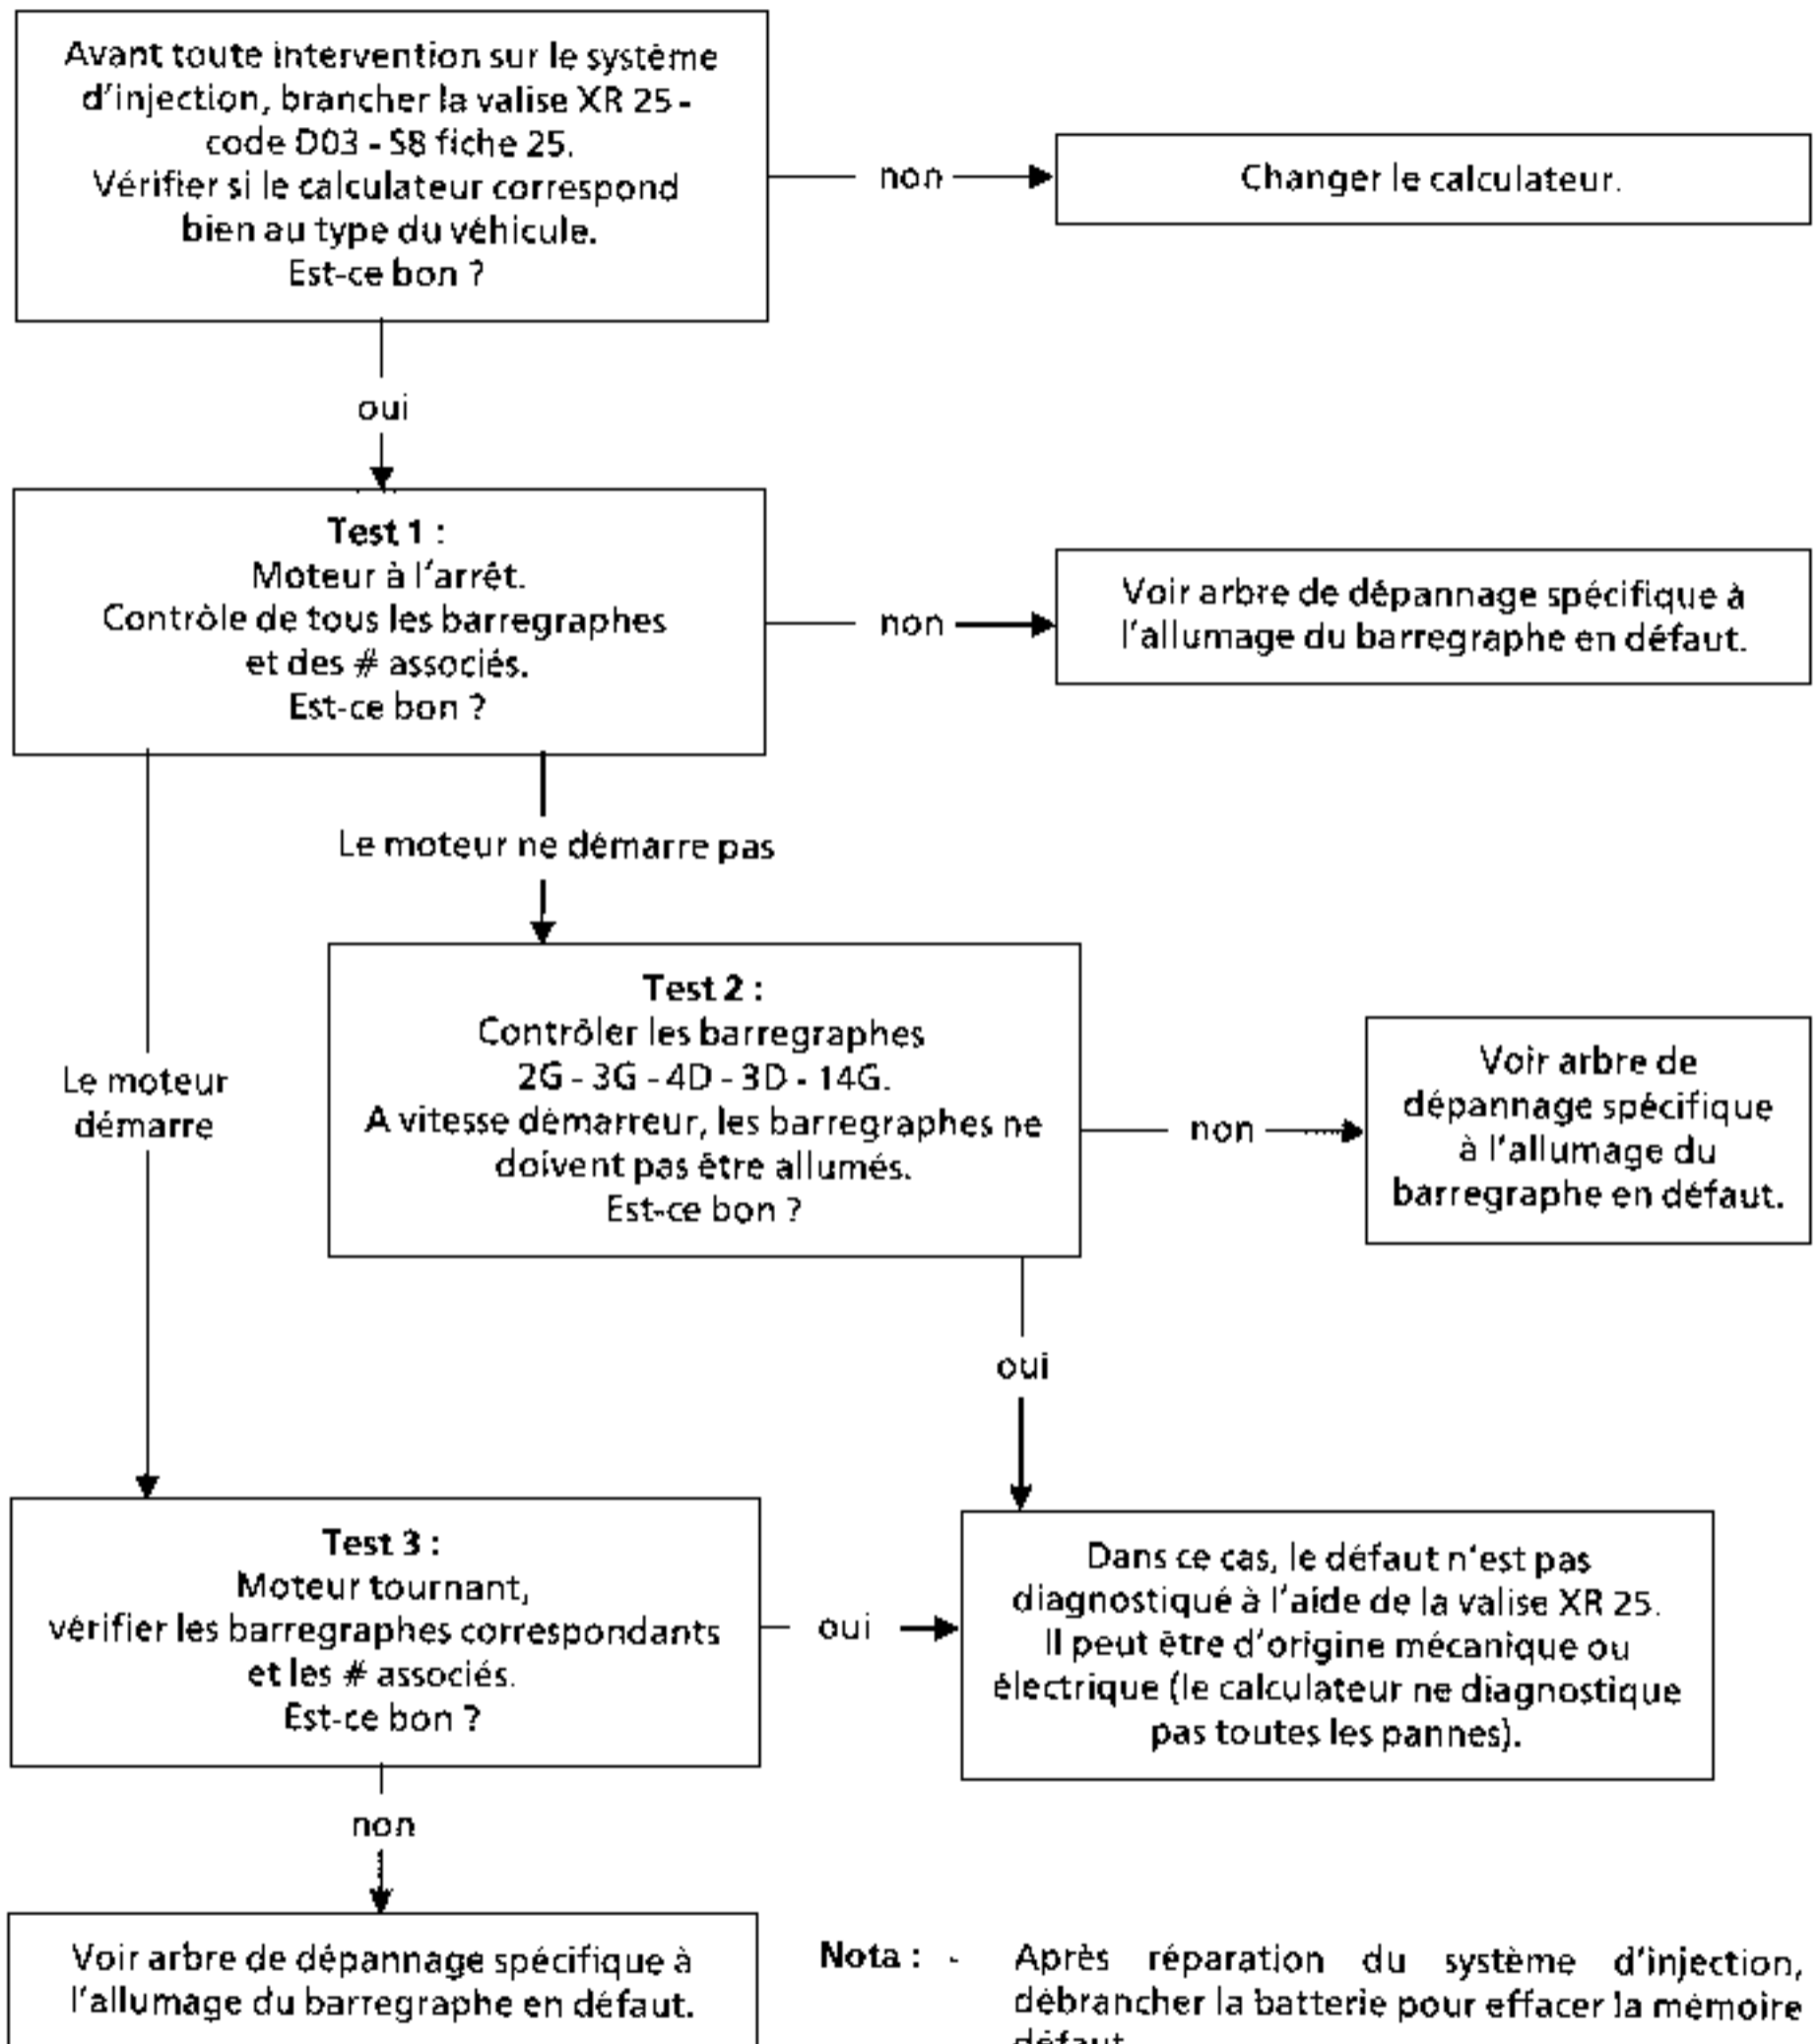 Avant toute intervention sur le système
d'injection, brancher la valise XR 25 -
code D03 - S8 fiche 25.
Vérifier si le calculateur correspond
bien au type du véhicule.
Est-ce bon ?
non
Changer le calculateur.
oui
Test 1 :
Moteur à l'arrêt.
Contrôle de tous les barregraphes
et des # associés.
Est-ce bon ?
non
Voir arbre de dépannage spécifique à
l'allumage du barregraphe en défaut.
Le moteur ne démarre pas
Le moteur
démarre
Test 2 :
Contrôler les barregraphes
2G - 3G - 4D - 3D - 14G.
A vitesse démarreur, les barregraphes ne
doivent pas être allumés.
Est-ce bon ?
non
Voir arbre de
dépannage spécifique
à l'allumage du
barregraphe en défaut.
oui
Test 3 :
Moteur tournant,
vérifier les barregraphes correspondants
et les # associés.
Est-ce bon ?
oui
Dans ce cas, le défaut n'est pas
diagnostiqué à l'aide de la valise XR 25.
Il peut être d'origine mécanique ou
électrique (le calculateur ne diagnostique
pas toutes les pannes).
non
Voir arbre de dépannage spécifique à
l'allumage du barregraphe en défaut.
Nota : - Après réparation du système d'injection,
débrancher la batterie pour effacer la mémoire
défaut